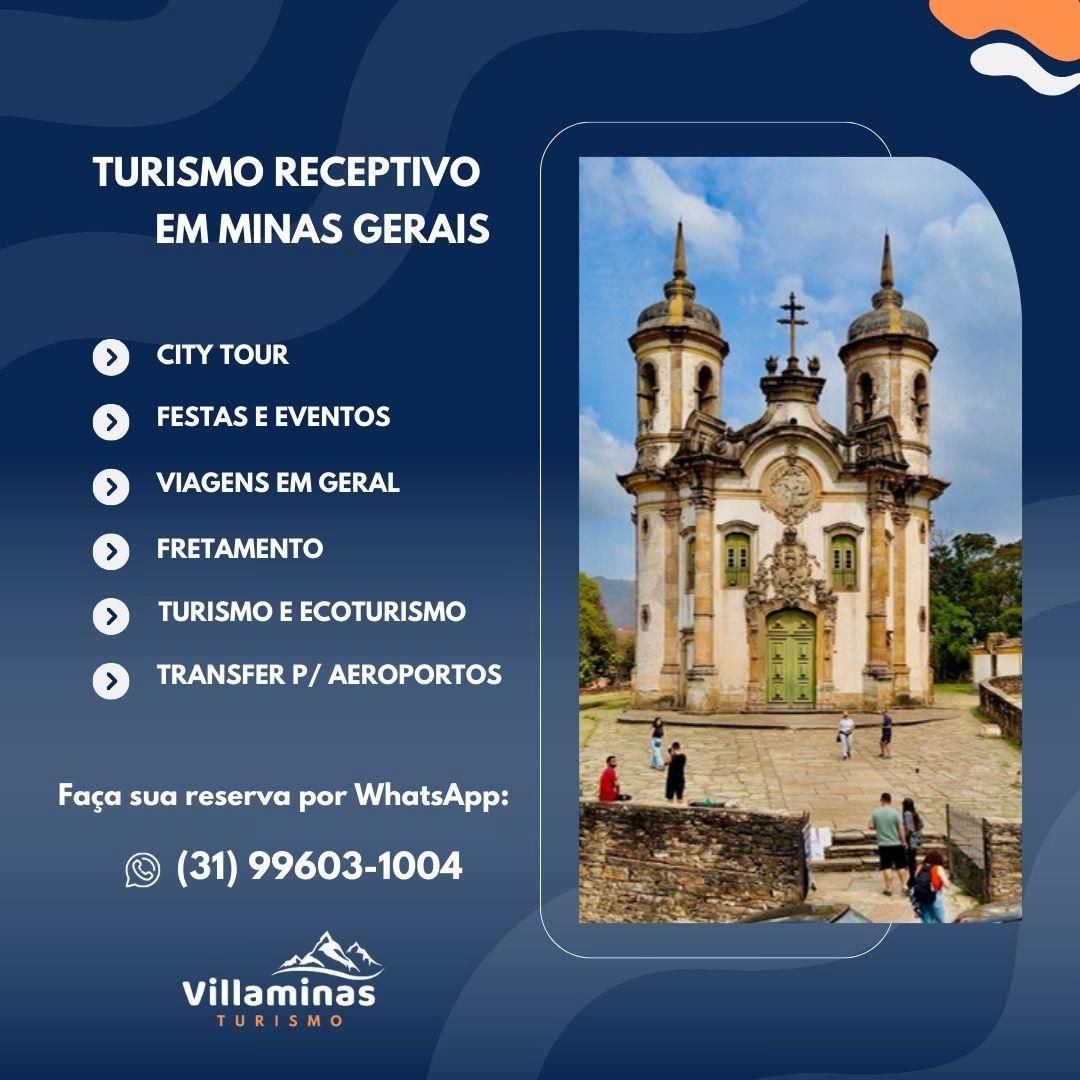 TURISMO RECEPTIVO
EM MINAS GERAIS
CITY TOUR
FESTAS E EVENTOS
VIAGENS EM GERAL
FRETAMENTO
TURISMO E ECOTURISMO
TRANSFER P/ AEROPORTOS
Faça sua reserva por WhatsApp:
(31) 99603-1004
Villaminas
TURISMO